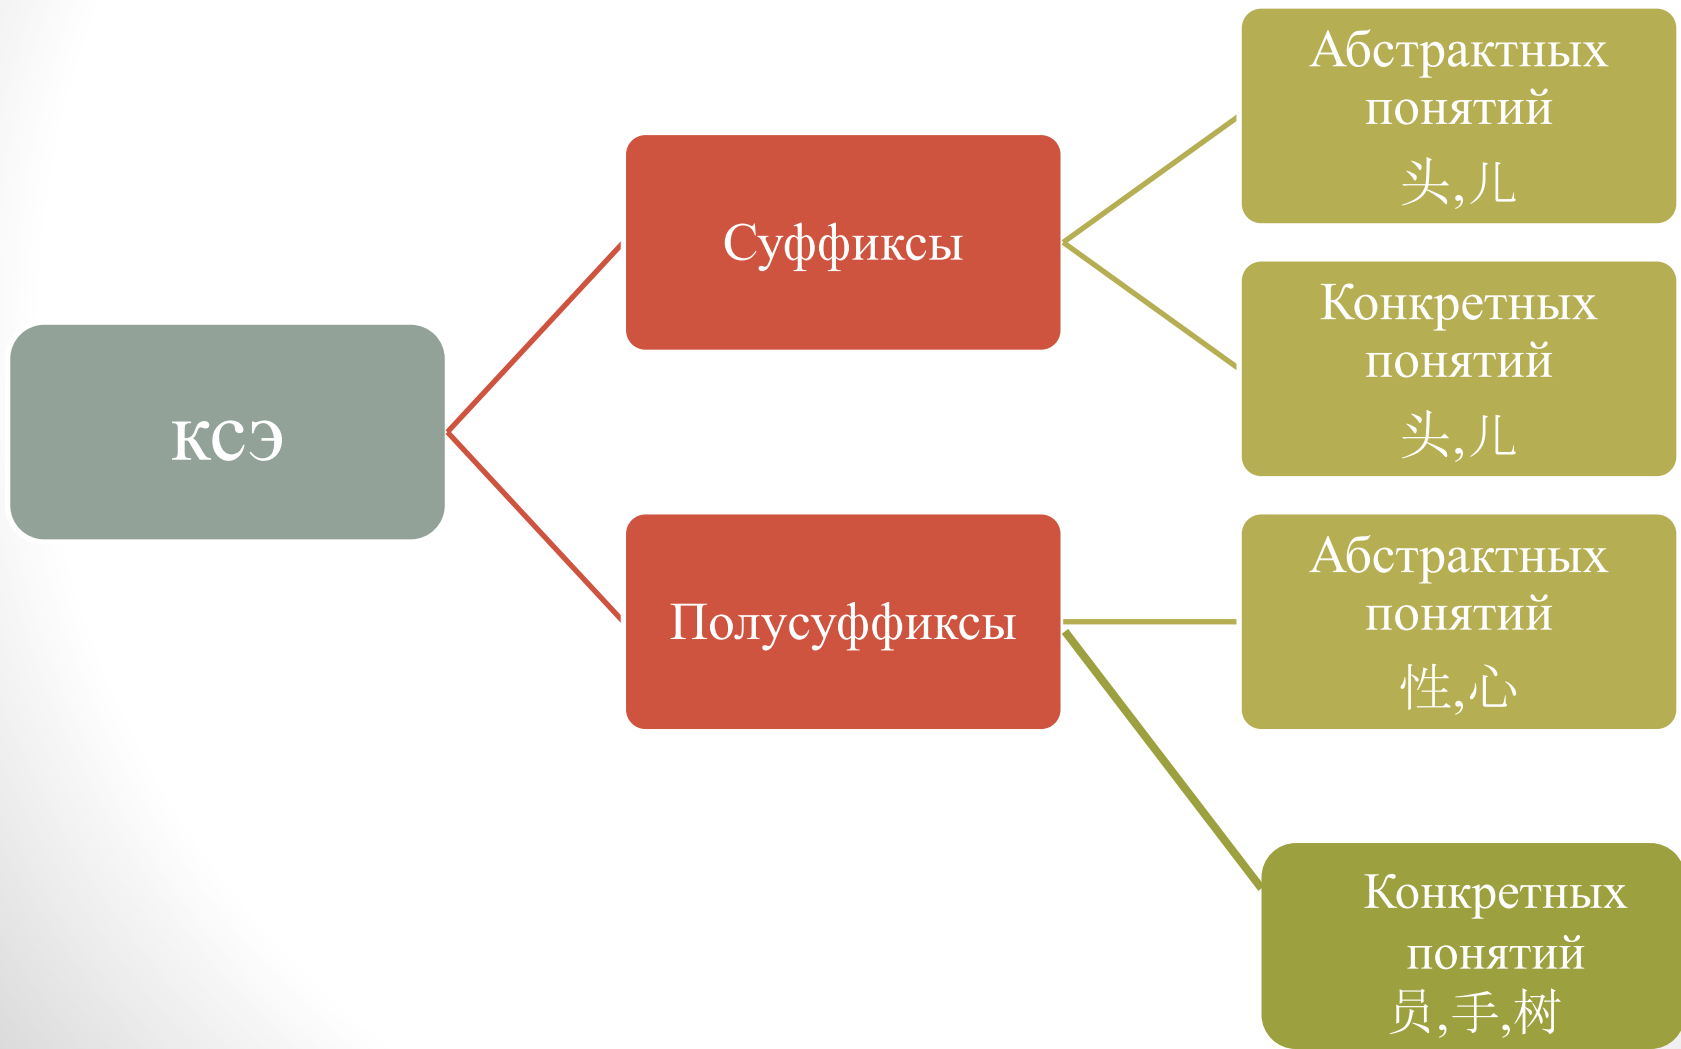 ксэ
Суффиксы
Абстрактных
понятий
头,儿
Конкретных
понятий
头,儿
Полусуффиксы
Абстрактных
понятий
性,心
Конкретных
понятий
员,手,树